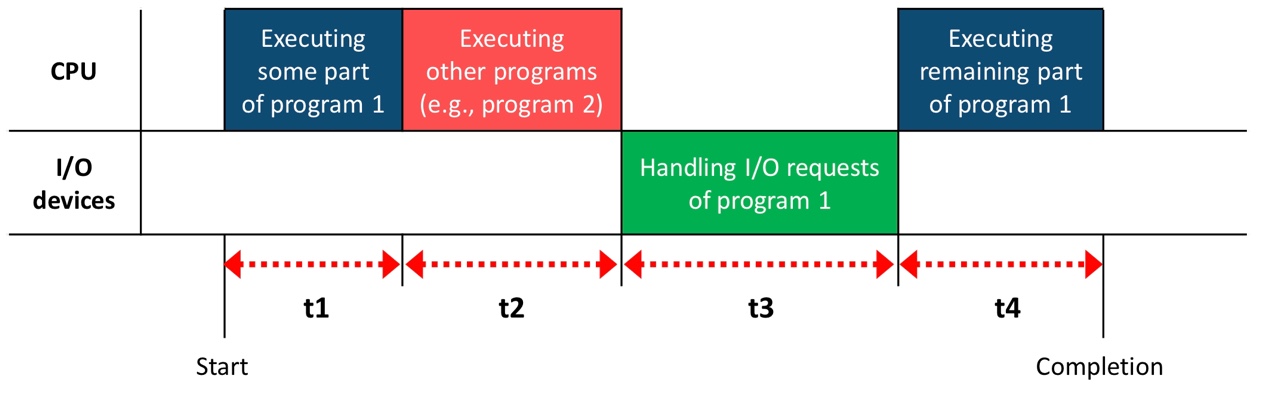 CPU
Executing
some part
of program 1
Executing
other programs
(e.g., program 2)
Executing
remaining part
of program 1
I/O
devices
Handling I/O requests
of program 1
t1
t2
t3
t4
Start
Completion